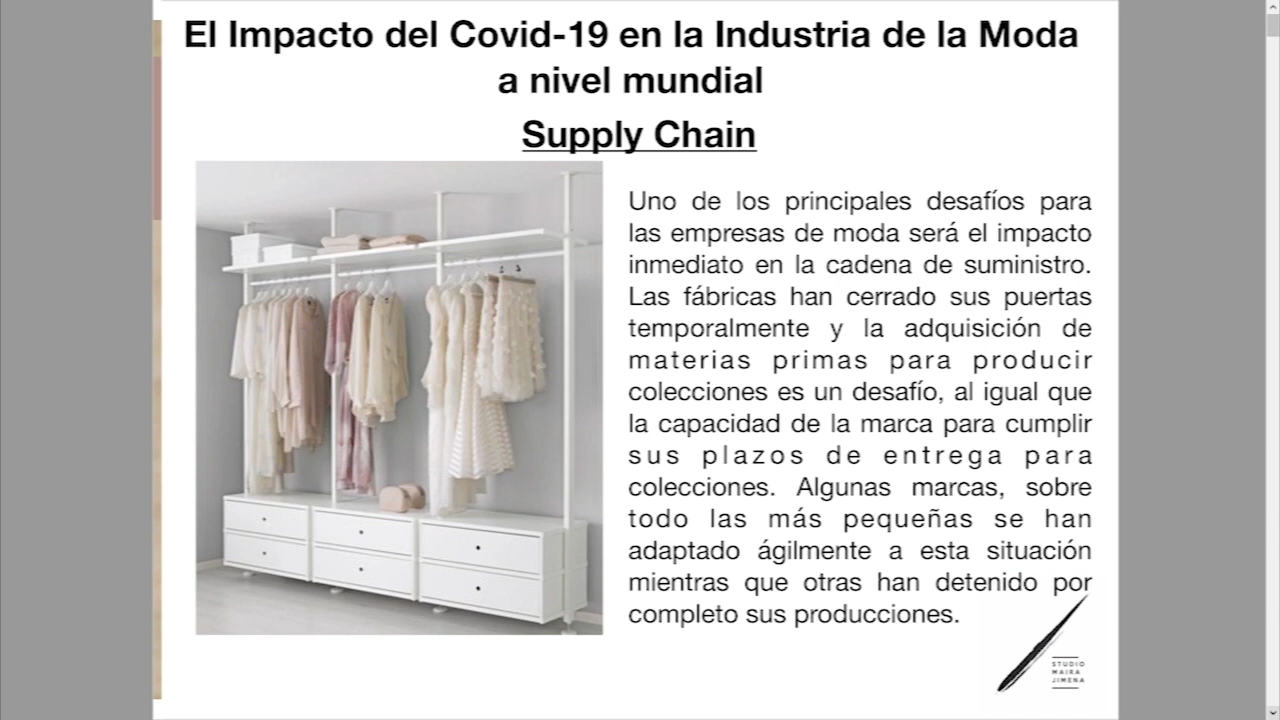 El Impacto del Covid-19 en la Industria de la Moda
a nivel mundial
Supply Chain
Uno de los principales desafíos para
las empresas de moda será el impacto
inmediato en la cadena de suministro.
Las fábricas han cerrado sus puertas
temporalmente y la adquisición de
materias primas para producir
colecciones es un desafío, al igual que
la capacidad de la marca para cumplir
sus plazos de entrega para
colecciones. Algunas marcas, sobre
todo las más pequeñas se han
adaptado ágilmente a esta situación
mientras que otras han detenido por
completo sus producciones.
STUDIO
MAIRA
JIMENA